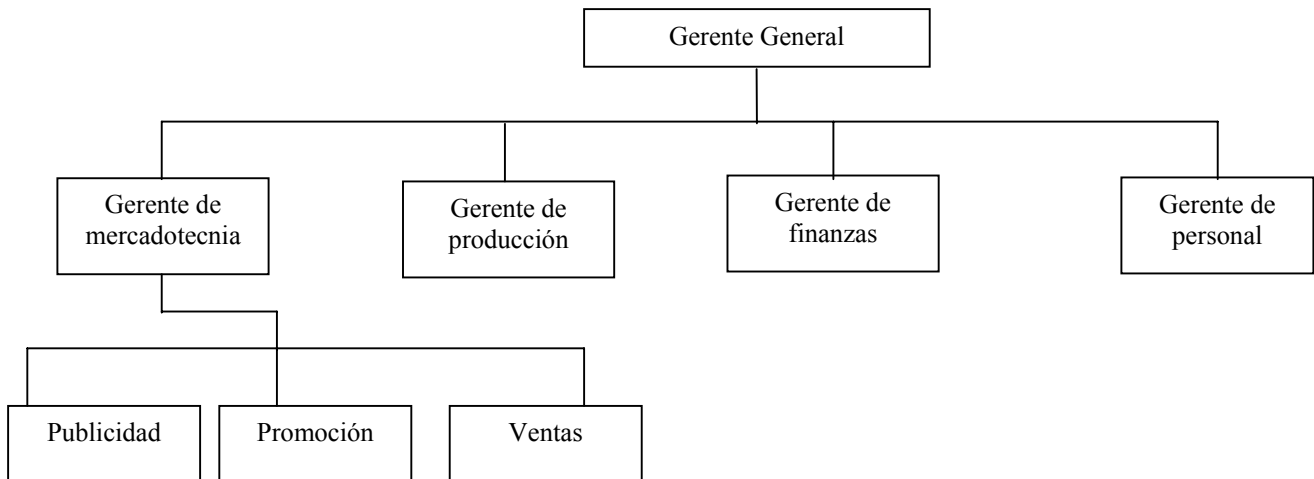 Gerente General
Gerente de
mercadotecnia
Gerente de
producción
Gerente de
finanzas
Gerente de
personal
Publicidad
Promoción
Ventas